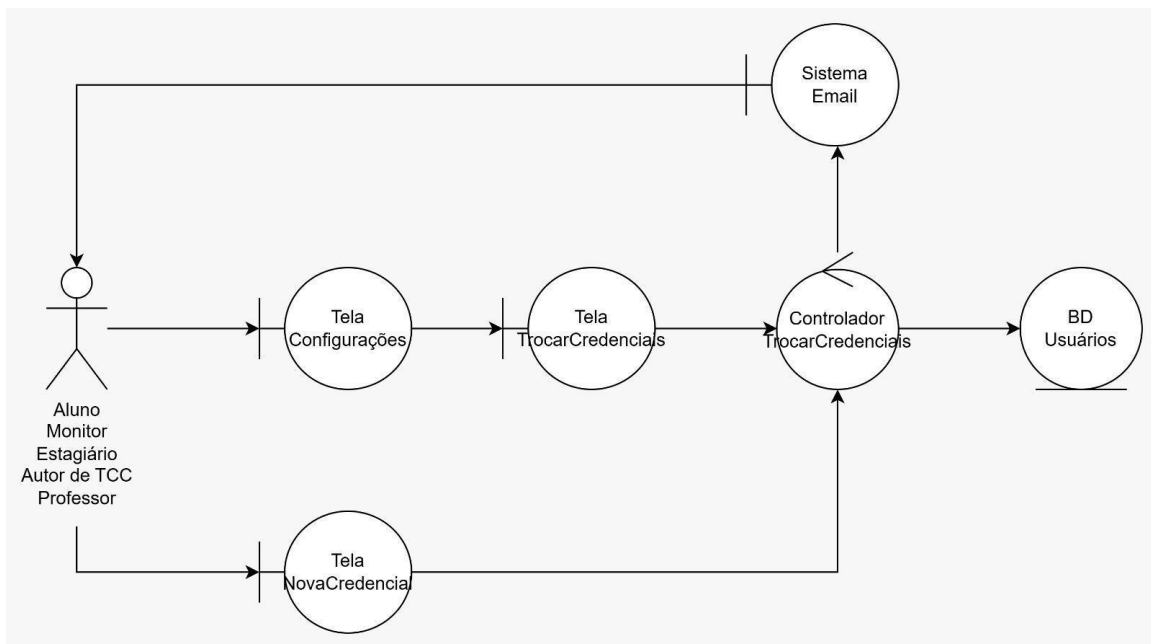 Sistema
Email
Tela
Configurações
Tela
TrocarCredenciais
Controlador
TrocarCredenciais
BD
Usuários
Aluno
Monitor
Estagiário
Autor de TCC
Professor
Tela
NovaCredencial